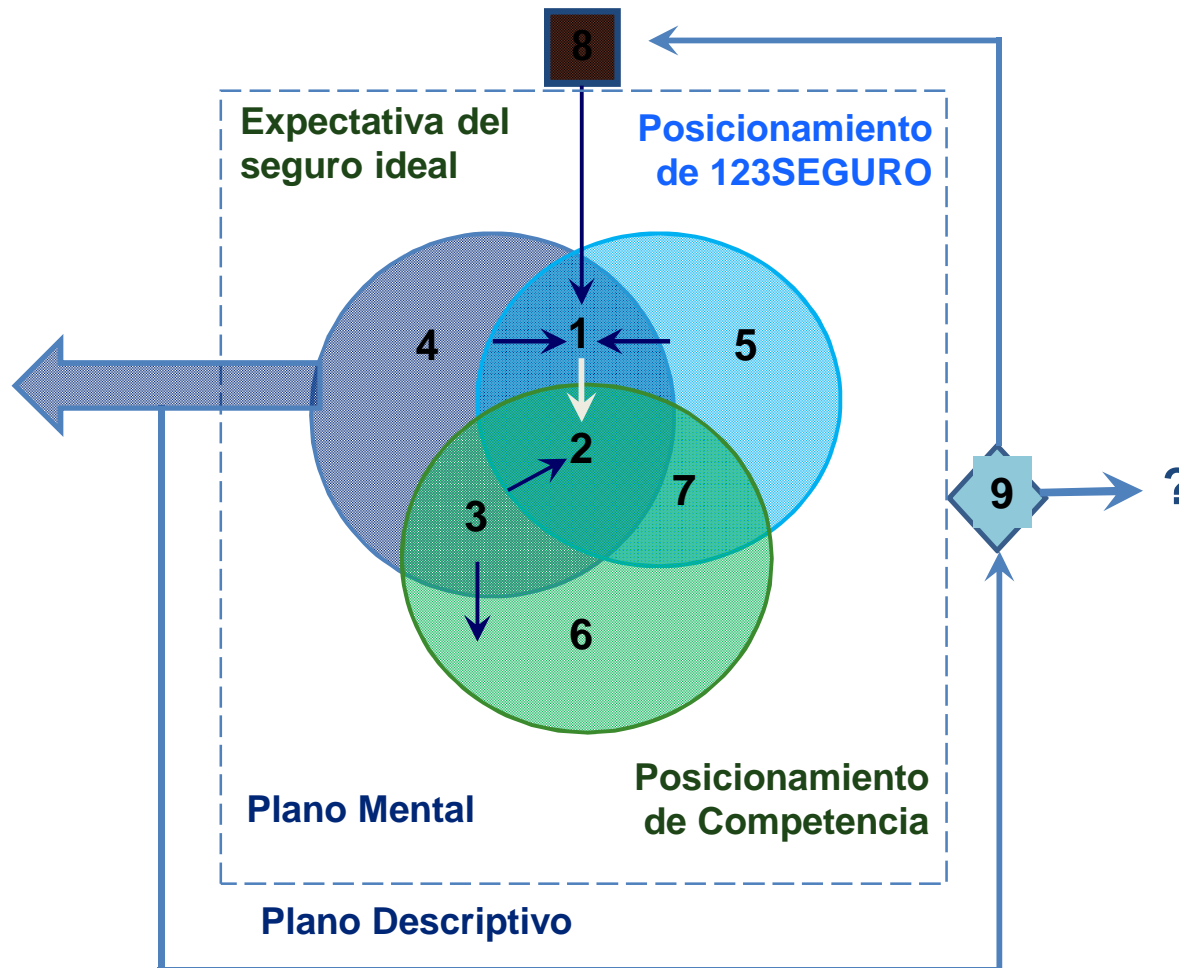 8
Expectativa del
seguro ideal
Posicionamiento
de 123SEGURO
4
1
5
2
7
3
9
?
6
Posicionamiento
de Competencia
Plano Mental
Plano Descriptivo